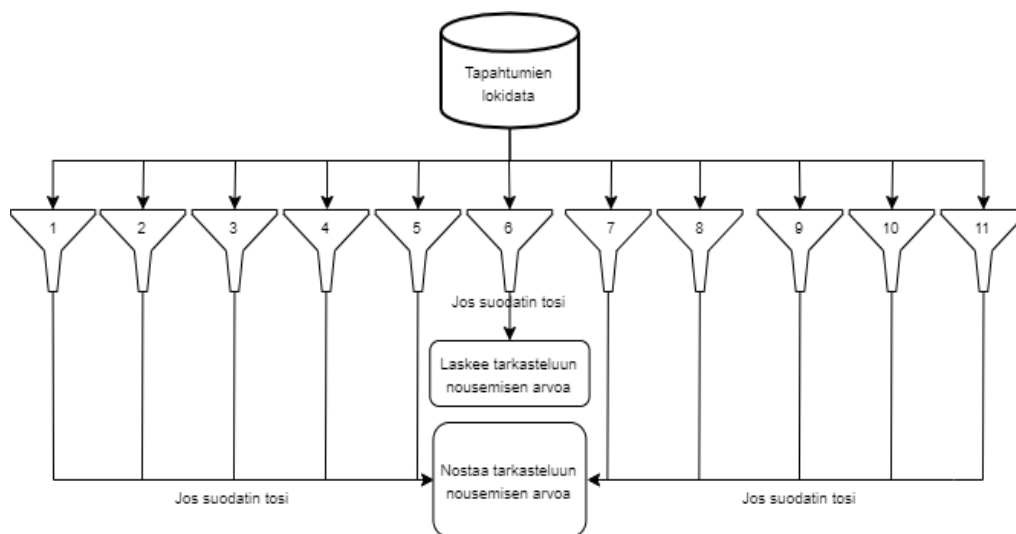 Tapahtumien
lokidata
1 2 3 4 5 6 7 8 9 10 11
Jos suodatin tosi
Laskee tarkasteluun
nousemisen arvoa
Nostaa tarkasteluun
nousemisen arvoa
Jos suodatin tosi
Jos suodatin tosi